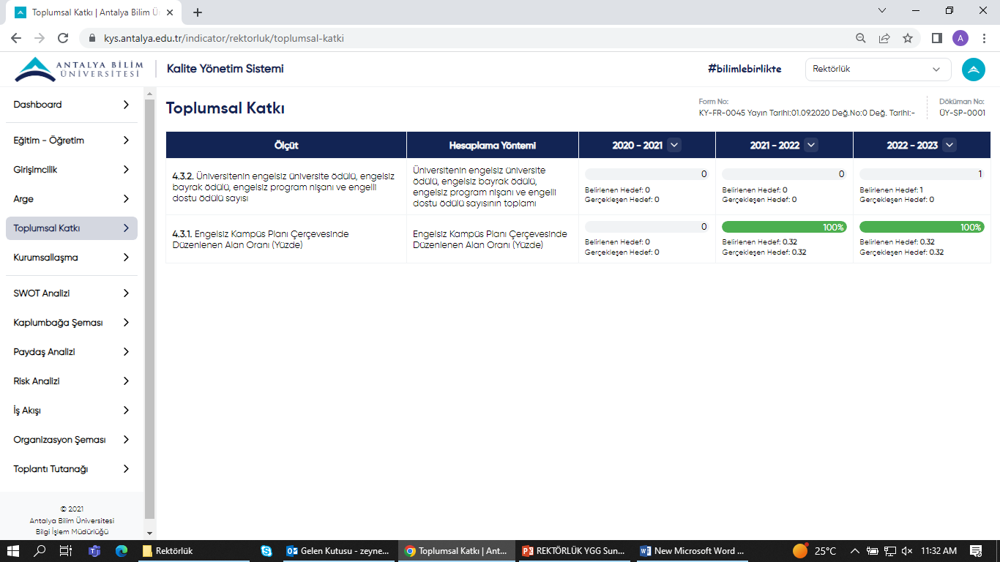 Toplumsal Katkı | Antalya Bilim Ü
kys.antalya.edu.tr/indicator/rektorluk/toplumsal-katki
A
ANTALYA BİLİM
ÜNİVERSİTESİ
Kalite Yönetim Sistemi
#bilimlebirlikte
Rektörlük
Dashboard
Eğitim - Öğretim
Girişimcilik
Arge
Toplumsal Katkı
Kurumsallaşma
SWOT Analizi
Kaplumbağa Şeması
Paydaş Analizi
Risk Analizi
İş Akışı
Organizasyon Şeması
Toplantı Tutanağı
© 2021
Antalya Bilim Üniversitesi
Bilgi İşlem Müdürlüğü
Toplumsal Katkı
Form No:
KY-FR-0045 Yayın Tarihi:01.09.2020 Değ.No:0 Değ. Tarihi:-
Döküman No:
ÜY-SP-0001
Ölçüt
Hesaplama Yöntemi
2020 - 2021
2021 - 2022
2022 - 2023
4.3.2. Üniversitenin engelsiz üniversite ödülü, engelsiz
bayrak ödülü, engelsiz program nişanı ve engelli
dostu ödülü sayısı
Üniversitenin engelsiz üniversite
ödülü, engelsiz bayrak ödülü,
engelsiz program nişanı ve engelli
dostu ödülü sayısının toplamı
0
Belirlenen Hedef: 0
Gerçekleşen Hedef: 0
0
Belirlenen Hedef: 0
Gerçekleşen Hedef: 0
1
Belirlenen Hedef: 1
Gerçekleşen Hedef: 0
4.3.1. Engelsiz Kampüs Planı Çerçevesinde
Düzenlenen Alan Oranı (Yüzde)
Engelsiz Kampüs Planı Çerçevesinde
Düzenlenen Alan Oranı (Yüzde)
0
Belirlenen Hedef: 0
Gerçekleşen Hedef: 0
100%
Belirlenen Hedef: 0.32
Gerçekleşen Hedef: 0.32
100%
Belirlenen Hedef: 0.32
Gerçekleşen Hedef: 0.32
Rektörlük
Gelen Kutusu - zeyne...
Toplumsal Katkı | Ant...
REKTÖRLÜK YGG Sun...
New Microsoft Word ...
25°C
11:32 AM